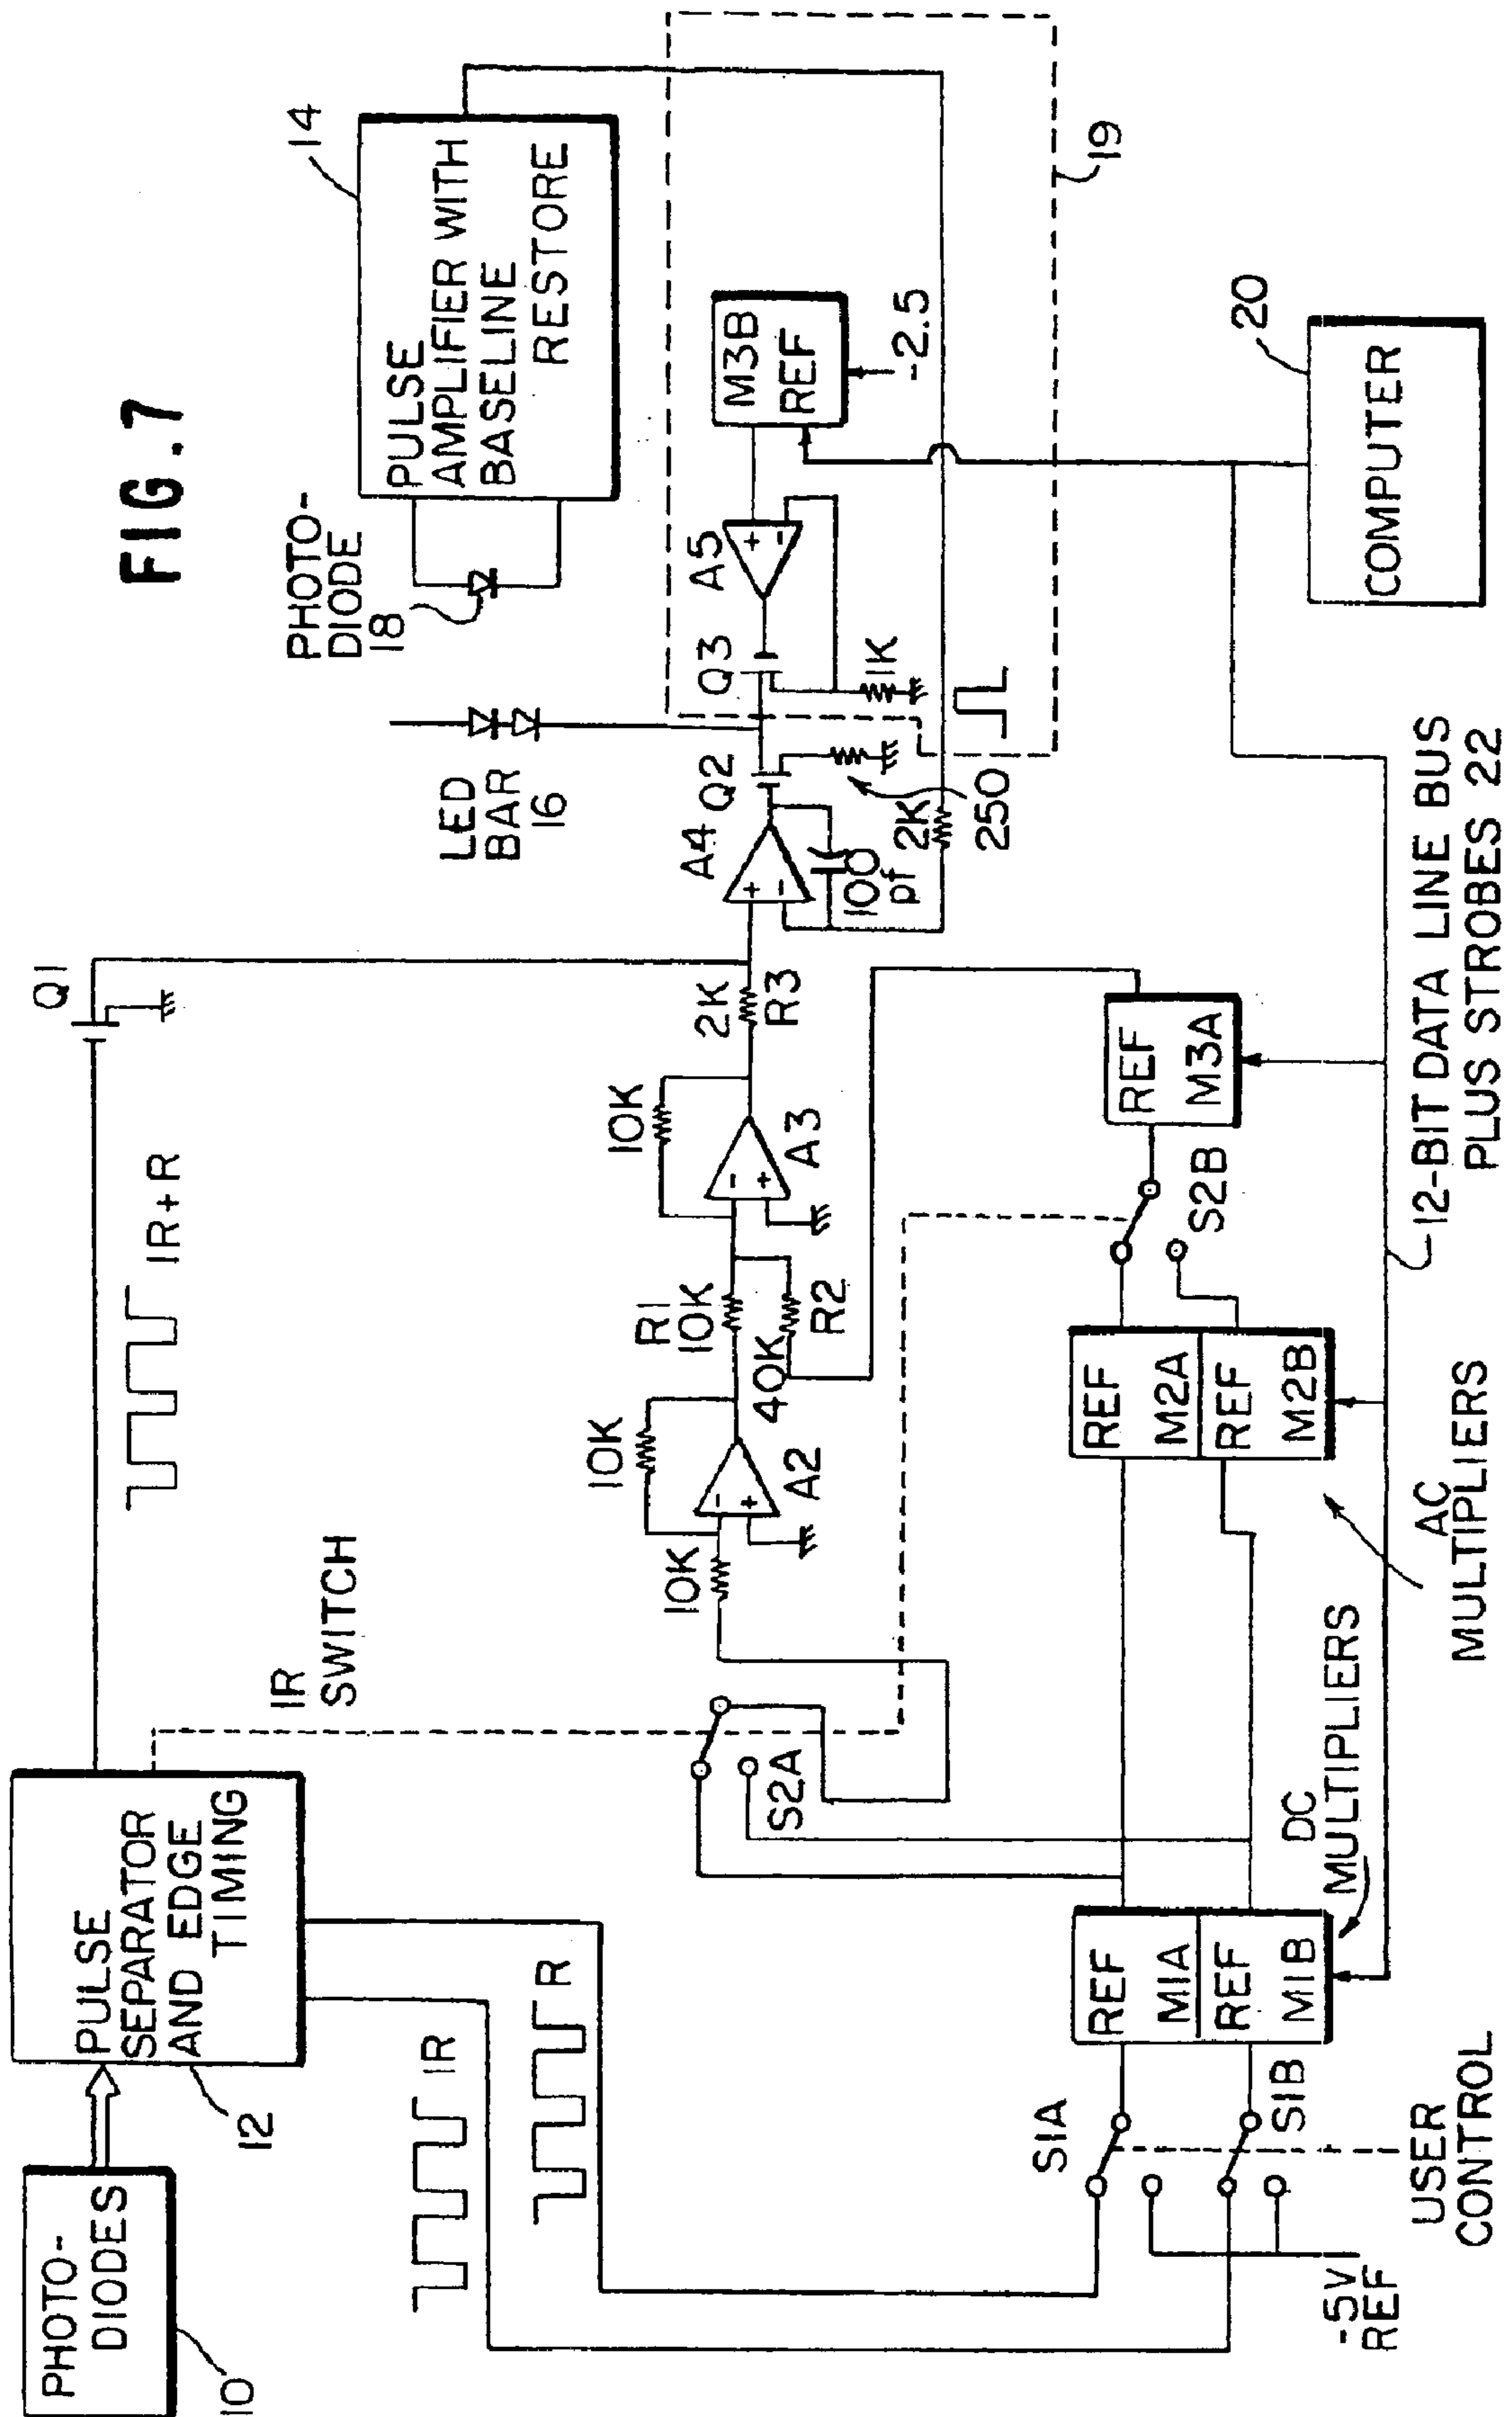 FIG.7
PHOTO-
DIODES
10
PULSE
SEPARATOR
AND EDGE
TIMING
12
IR
R
IR SWITCH
IR+R
Q1
PHOTO-
DIODE
18
PULSE
AMPLIFIER WITH
BASELINE
RESTORE
14
LED
BAR
16
S2A
10K
10K
-
+
A2
R1
10K
40K
R2
10K
-
+
A3
2K
R3
A4
+
-
100
pf
Q2
2K
250
Q3
1K
A5
+
-
M3B
REF
-2.5
19
S1A
S1B
USER
CONTROL
-5V
REF
REF
M1A
REF
M1B
DC
MULTIPLIERS
REF
M2A
REF
M2B
AC
MULTIPLIERS
S2B
REF
M3A
12-BIT DATA LINE BUS
PLUS STROBES 22
COMPUTER
20